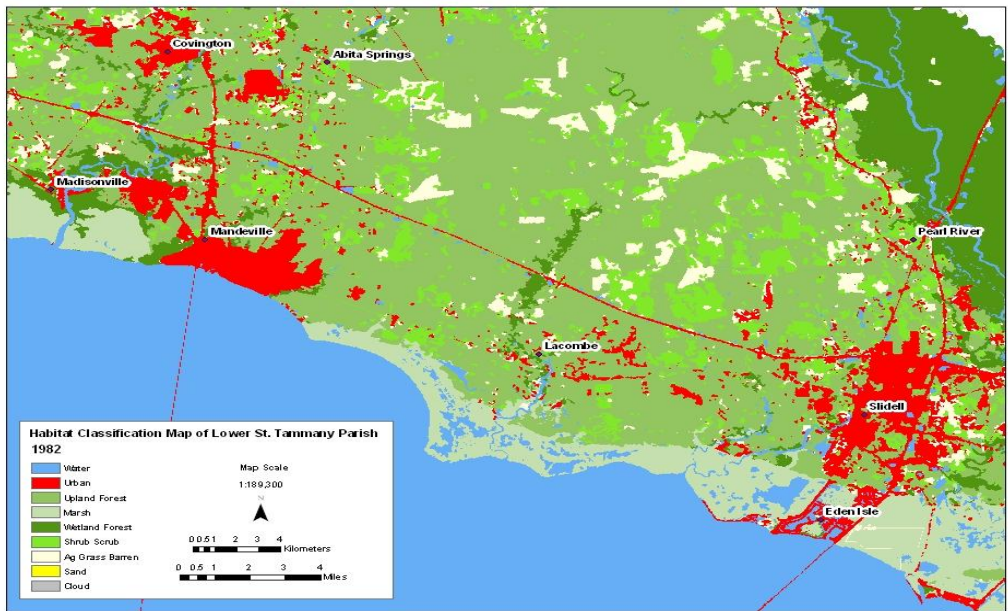 Covington
Abita Springs
Madisonville
Mandeville
Pearl River
Lacombe
Slidell
Eden Isle
Habitat Classification Map of Lower St. Tammany Parish
1982
Water
Urban
Upland Forest
Marsh
Wetland Forest
Shrub Scrub
Ag Grass Barren
Sand
Cloud
Map Scale
1:189,300
N
0 0.5 1 2 3 4
Kilometers
0 0.5 1 2 3 4
Miles